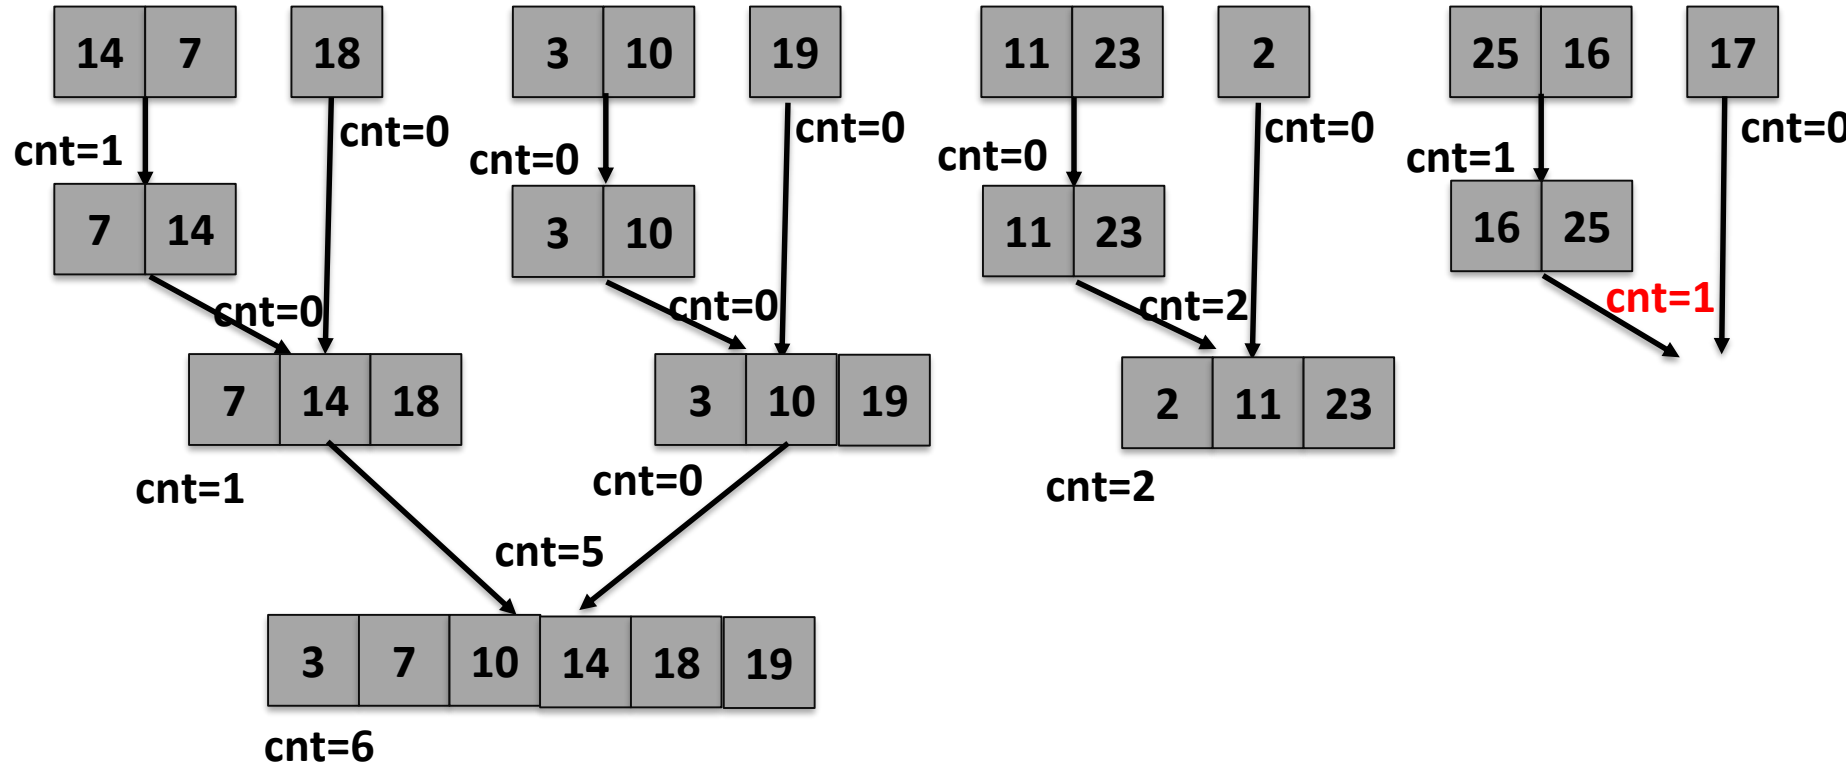 14 7 18 3 10 19 11 23 2 25 16 17
cnt=1 cnt=0 cnt=0 cnt=0 cnt=0 cnt=0 cnt=1 cnt=0
7 14 3 10 11 23 16 25
cnt=0 cnt=0 cnt=2 cnt=1
7 14 18 3 10 19 2 11 23
cnt=1 cnt=0 cnt=2
cnt=5
3 7 10 14 18 19
cnt=6